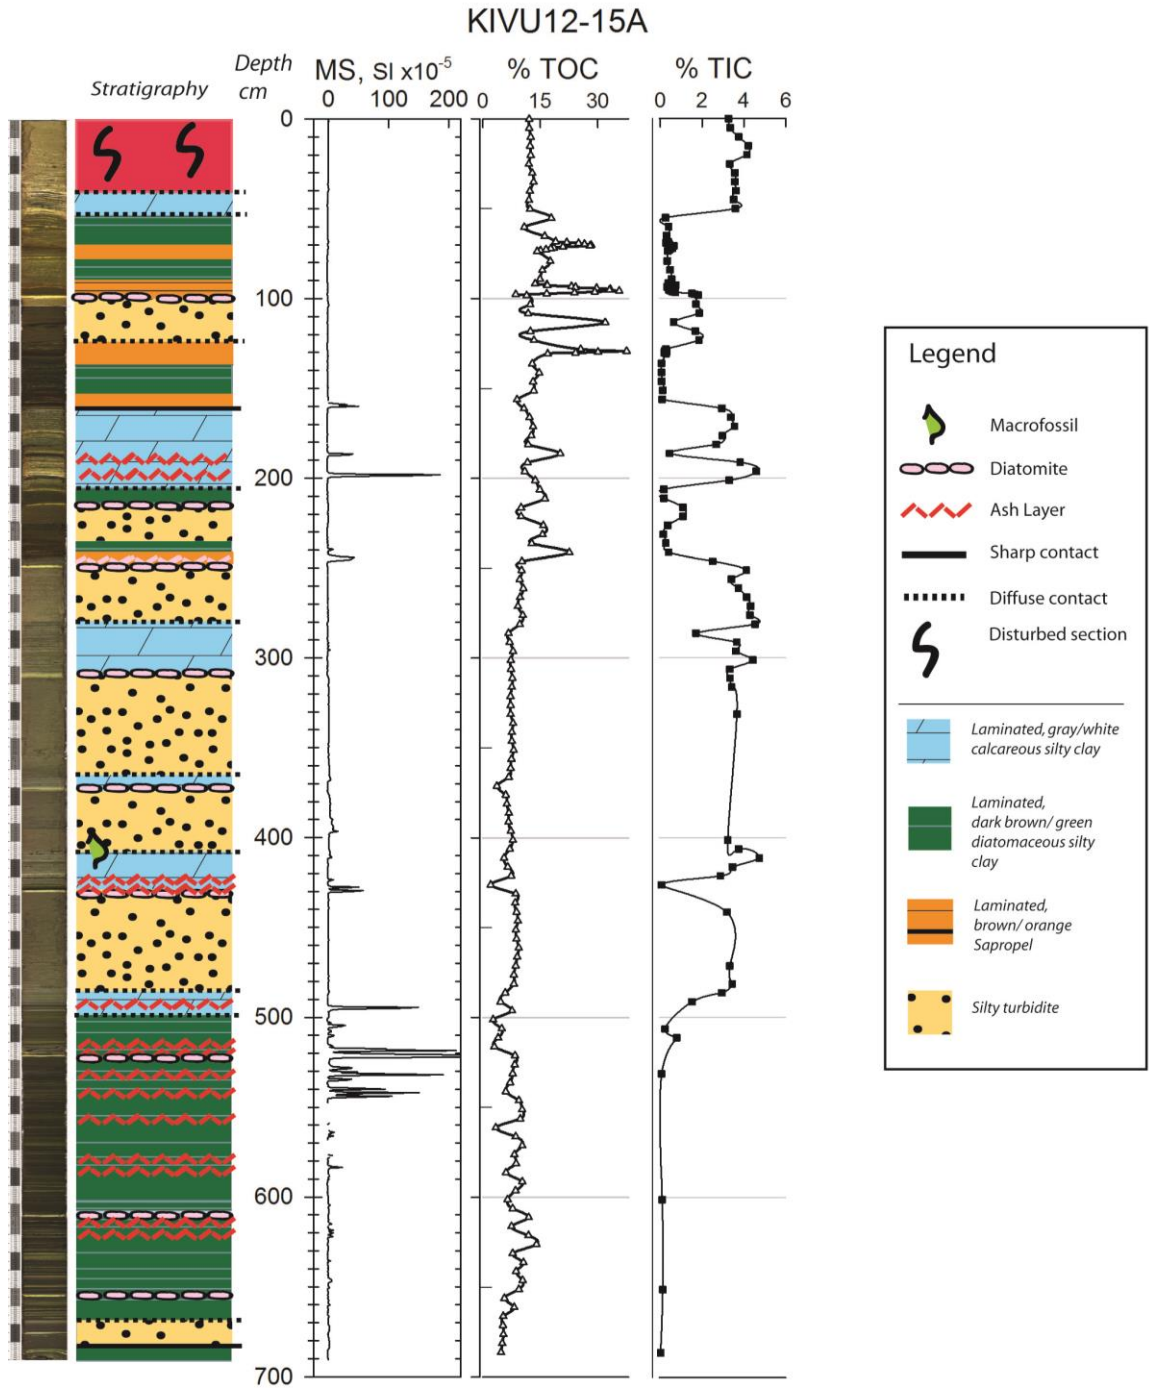 KIVU12-15A
Stratigraphy
Depth
cm
MS, SI x10-5
% TOC
% TIC
0 100 200
0 15 30
0 2 4 6
0
100
200
300
400
500
600
700
Legend
Macrofossil
Diatomite
Ash Layer
Sharp contact
Diffuse contact
Disturbed section
Laminated, gray/white
calcareous silty clay
Laminated,
dark brown/ green
diatomaceous silty
clay
Laminated,
brown/ orange
Sapropel
Silty turbidite